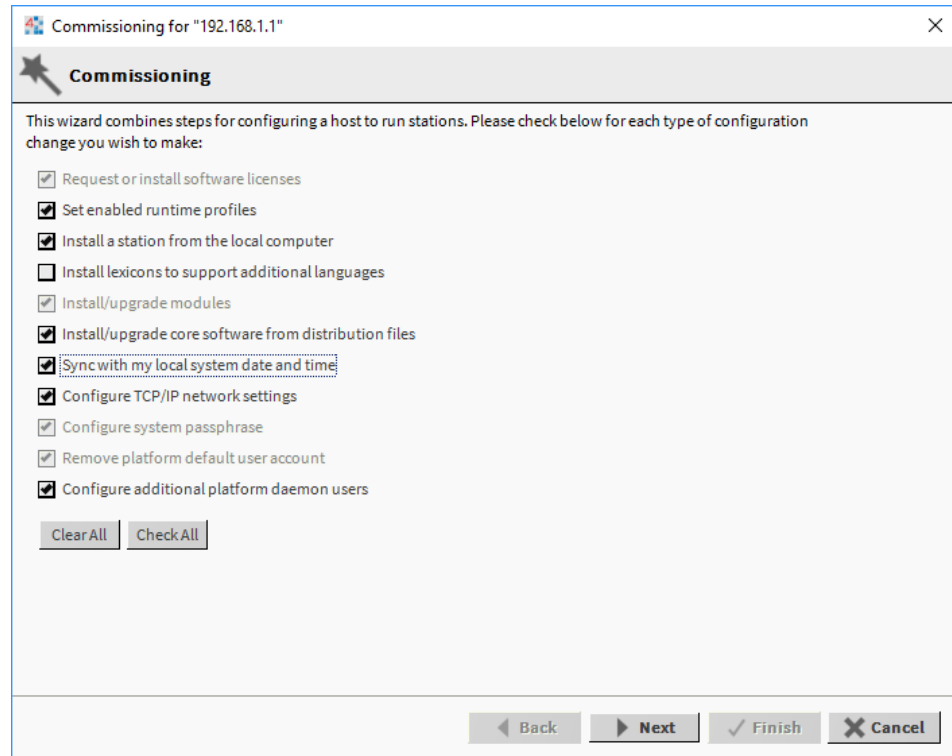 Commissioning for "192.168.1.1"
Commissioning
This wizard combines steps for configuring a host to run stations. Please check below for each type of configuration
change you wish to make:
Request or install software licenses
Set enabled runtime profiles
Install a station from the local computer
Install lexicons to support additional languages
Install/upgrade modules
Install/upgrade core software from distribution files
Sync with my local system date and time
Configure TCP/IP network settings
Configure system passphrase
Remove platform default user account
Configure additional platform daemon users
Clear All Check All
Back Next Finish Cancel